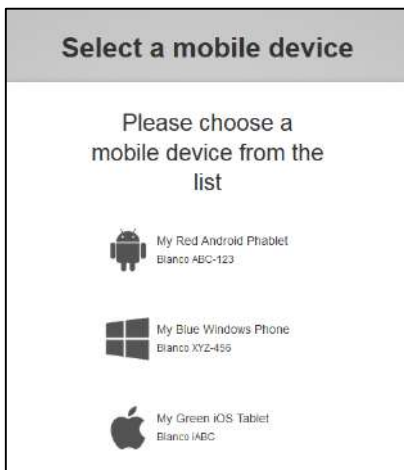 Select a mobile device
Please choose a
mobile device from the
list
My Red Android Phablet
Blanco ABC-123
My Blue Windows Phone
Blanco XYZ-456
My Green iOS Tablet
Blanco iABC